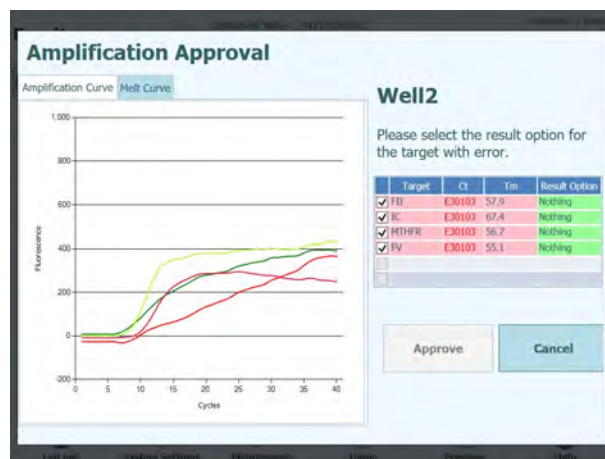 Amplification Approval
Amplification Curve Melt Curve
1,000
800
600
400
200
0
-200
0 5 10 15 20 25 30 35 40
Fluorescence
Cycles
Well2
Please select the result option for
the target with error.
Target Ct Tm Result Option
FII E30103 57.9 Nothing
IC E30103 67.4 Nothing
MTHFR E30103 56.7 Nothing
FV E30103 55.1 Nothing
Approve Cancel